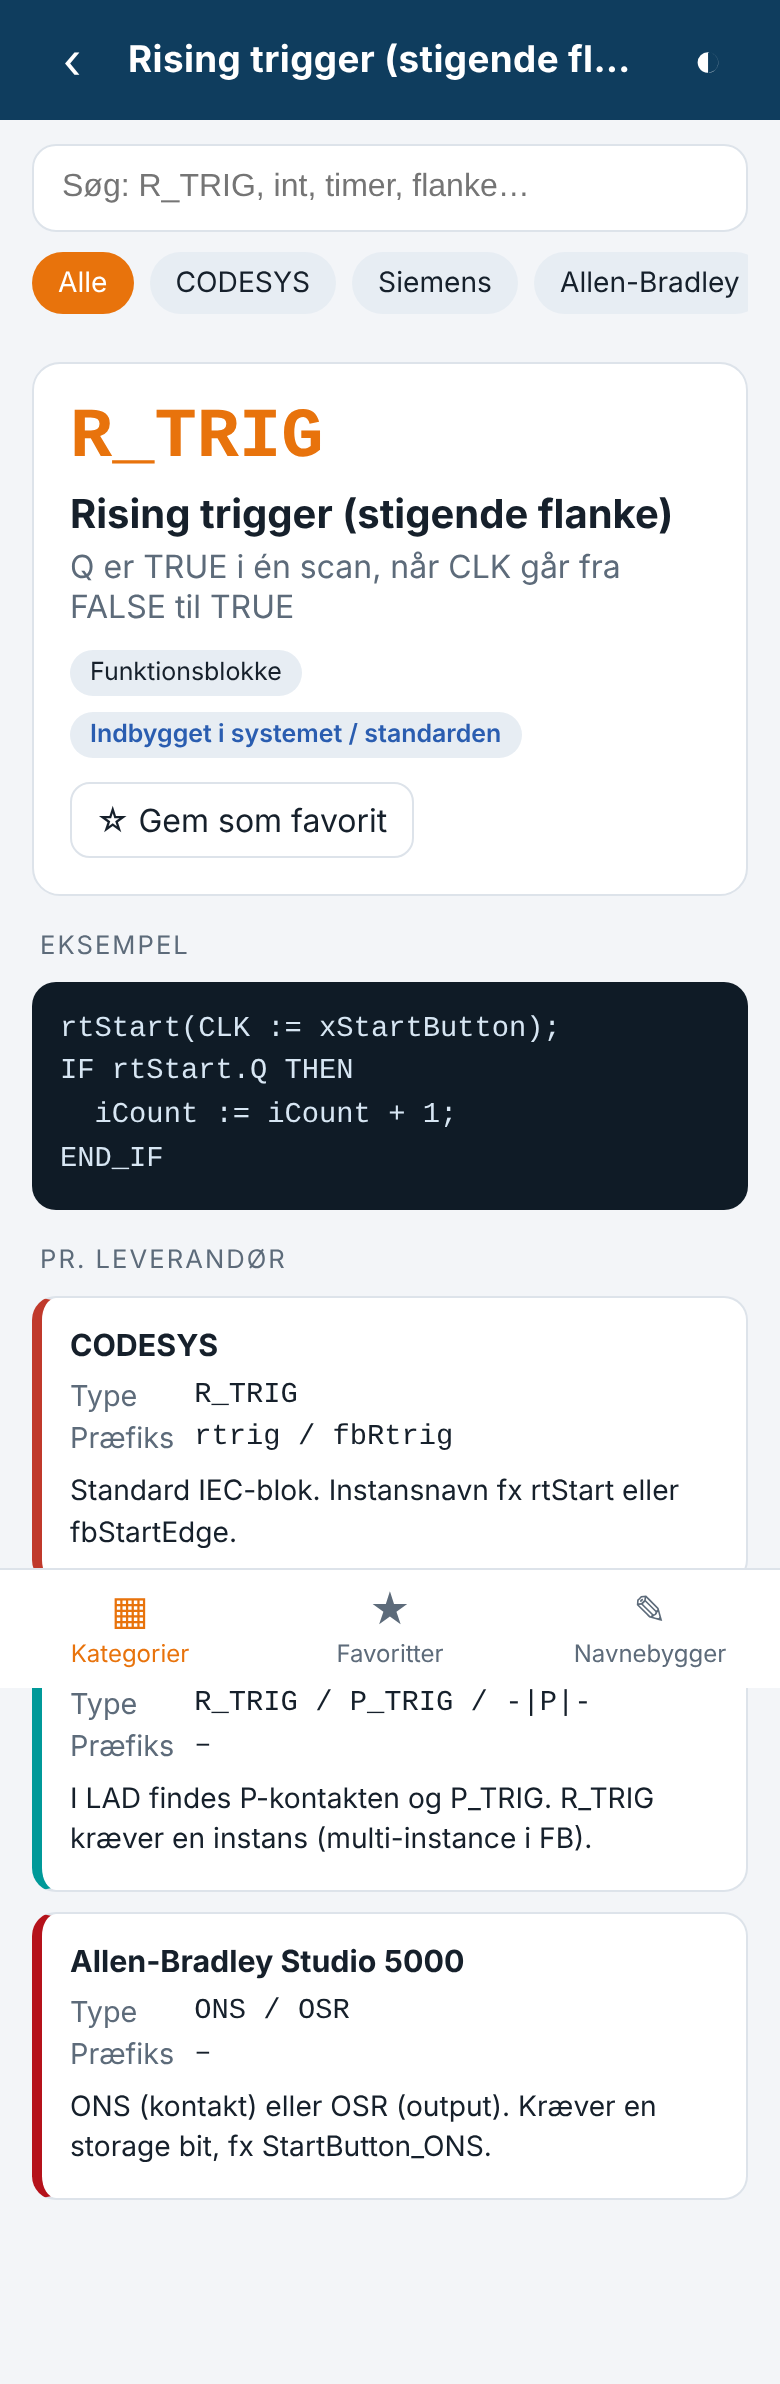 Rising trigger (stigende fl…
Søg: R_TRIG, int, timer, flanke…
Alle
CODESYS
Siemens
Allen-Bradley
R_TRIG
Rising trigger (stigende flanke)
Q er TRUE i én scan, når CLK går fra
FALSE til TRUE
Funktionsblokke
Indbygget i systemet / standarden
☆ Gem som favorit
EKSEMPEL
rtStart(CLK := xStartButton);
IF rtStart.Q THEN
  iCount := iCount + 1;
END_IF
PR. LEVERANDØR
CODESYS
Type R_TRIG
Præfiks rtrig / fbRtrig
Standard IEC-blok. Instansnavn fx rtStart eller
fbStartEdge.
Kategorier
Favoritter
Navnebygger
Type R_TRIG / P_TRIG / -|P|-
Præfiks –
I LAD findes P-kontakten og P_TRIG. R_TRIG
kræver en instans (multi-instance i FB).
Allen-Bradley Studio 5000
Type ONS / OSR
Præfiks –
ONS (kontakt) eller OSR (output). Kræver en
storage bit, fx StartButton_ONS.